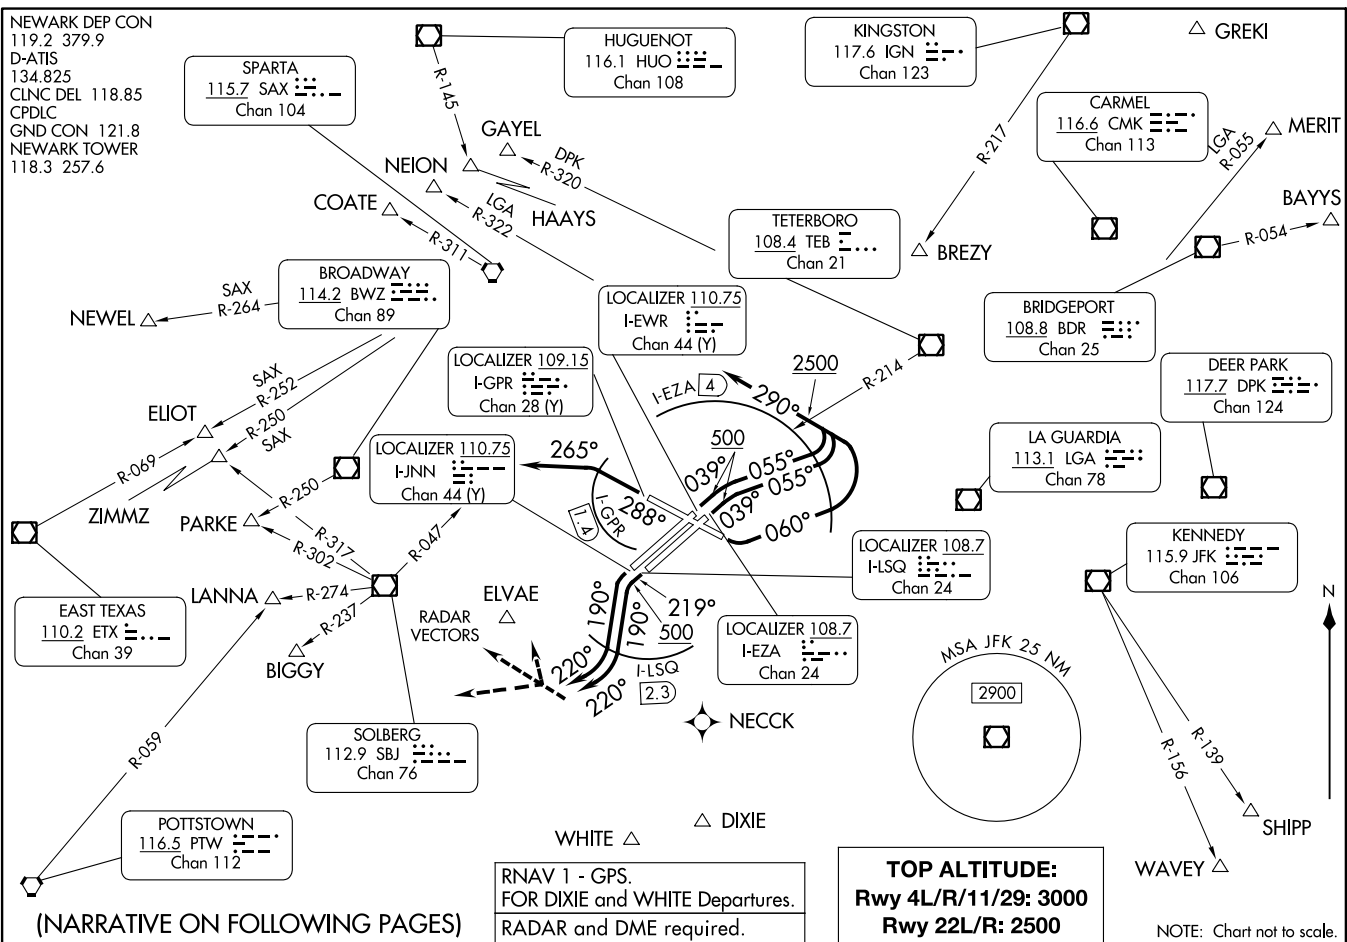 NEWARK DEP CON
119.2 379.9
D-ATIS
134.825
CLNC DEL 118.85
CPDLC
GND CON 121.8
NEWARK TOWER
118.3 257.6
SPARTA
115.7 SAX
Chan 104
HUGUENOT
116.1 HUO
Chan 108
KINGSTON
117.6 IGN
Chan 123
GREKI
CARMEL
116.6 CMK
Chan 113
MERIT
LGA
R-055
BAYYS
R-054
R-145
GAYEL
NEION
DPK
R-320
HAAYS
LGA
R-322
COATE
R-311
R-217
BREZY
TETERBORO
108.4 TEB
Chan 21
BROADWAY
114.2 BWZ
Chan 89
SAX
R-264
NEWEL
LOCALIZER 110.75
I-EWR
Chan 44 (Y)
BRIDGEPORT
108.8 BDR
Chan 25
LOCALIZER 109.15
I-GPR
Chan 28 (Y)
DEER PARK
117.7 DPK
Chan 124
2500
R-214
I-EZA 4
290°
SAX
R-252
ELIOT
R-250
SAX
R-069
ZIMMZ
LOCALIZER 110.75
I-JNN
Chan 44 (Y)
265°
500
039°
055°
055°
039°
LA GUARDIA
113.1 LGA
Chan 78
R-250
PARKE
I-GPR
1.4
288°
060°
R-317
R-302
R-047
LOCALIZER 108.7
I-LSQ
Chan 24
KENNEDY
115.9 JFK
Chan 106
N
LANNA
R-274
R-237
BIGGY
EAST TEXAS
110.2 ETX
Chan 39
ELVAE
RADAR
VECTORS
190°
190°
219°
500
220°
220°
I-LSQ
2.3
LOCALIZER 108.7
I-EZA
Chan 24
MSA JFK 25 NM
2900
NECCK
SOLBERG
112.9 SBJ
Chan 76
R-059
R-156
R-139
POTTSTOWN
116.5 PTW
Chan 112
DIXIE
WHITE
SHIPP
WAVEY
(NARRATIVE ON FOLLOWING PAGES)
RNAV 1 - GPS.
FOR DIXIE and WHITE Departures.
RADAR and DME required.
TOP ALTITUDE:
Rwy 4L/R/11/29: 3000
Rwy 22L/R: 2500
NOTE: Chart not to scale.